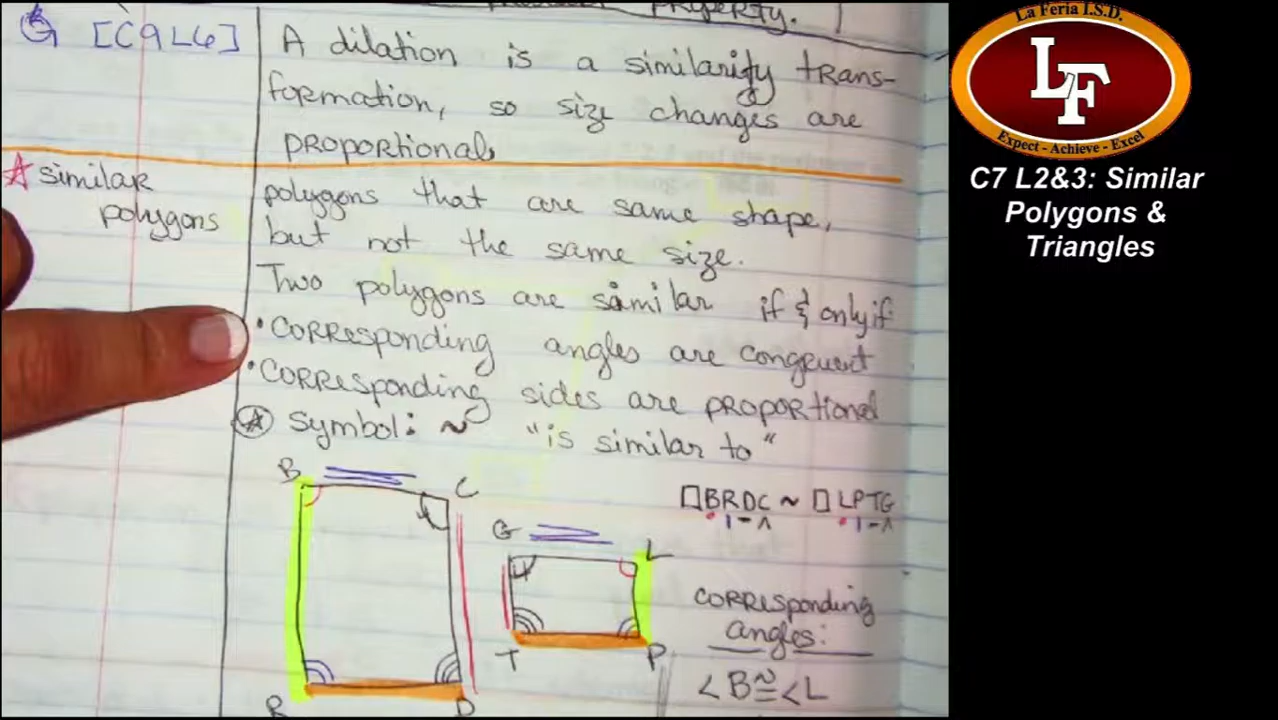 property.
G [C9L6]
A dilation is a similarity trans-
formation, so size changes are
proportional
Similar
polygons
polygons that are same shape,
but not the same size.
Two polygons are similar if & only if:
• Corresponding angles are congruent
• Corresponding sides are proportional
Symbol: ~ "is similar to"
B
C
R
D
G
L
T
P
□BRDC ~ □LPTG
Corresponding
angles:
<B≅<L
La Feria I.S.D.
LF
Expect - Achieve - Excel
C7 L2&3: Similar
Polygons &
Triangles